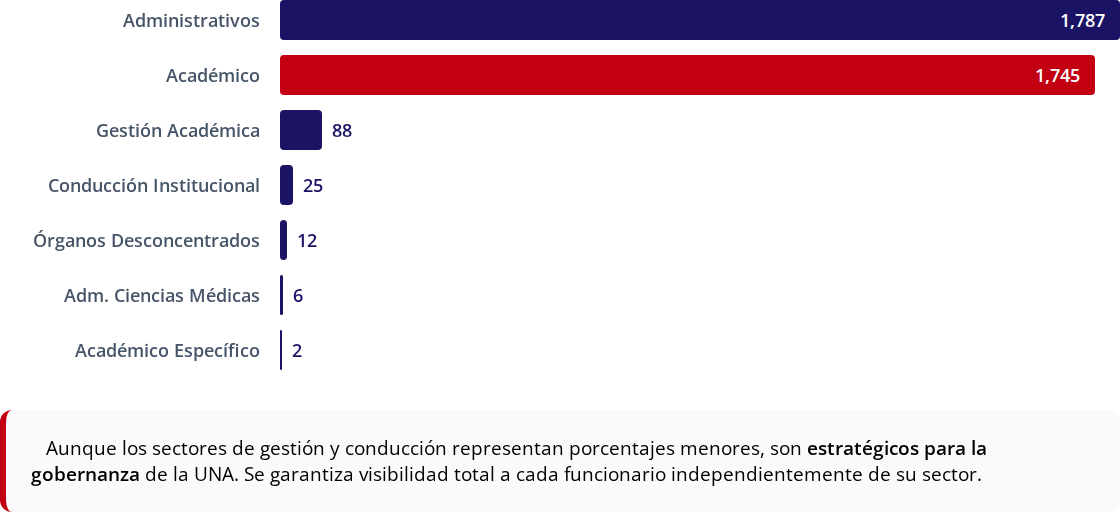 Administrativos 1,787
Académico 1,745
Gestión Académica 88
Conducción Institucional 25
Órganos Desconcentrados 12
Adm. Ciencias Médicas 6
Académico Específico 2
Aunque los sectores de gestión y conducción representan porcentajes menores, son estratégicos para la
gobernanza de la UNA. Se garantiza visibilidad total a cada funcionario independientemente de su sector.